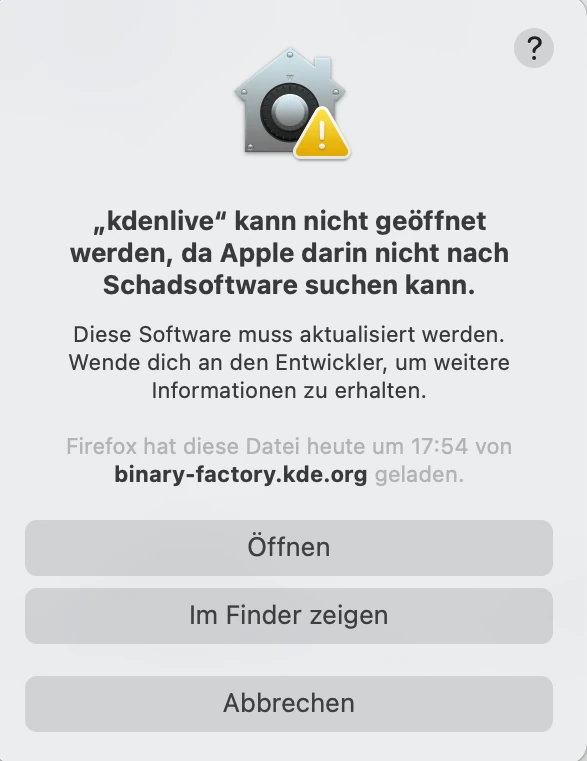 ?
„kdenlive“ kann nicht geöffnet
werden, da Apple darin nicht nach
Schadsoftware suchen kann.
Diese Software muss aktualisiert werden.
Wende dich an den Entwickler, um weitere
Informationen zu erhalten.
Firefox hat diese Datei heute um 17:54 von
binary-factory.kde.org geladen.
Öffnen
Im Finder zeigen
Abbrechen